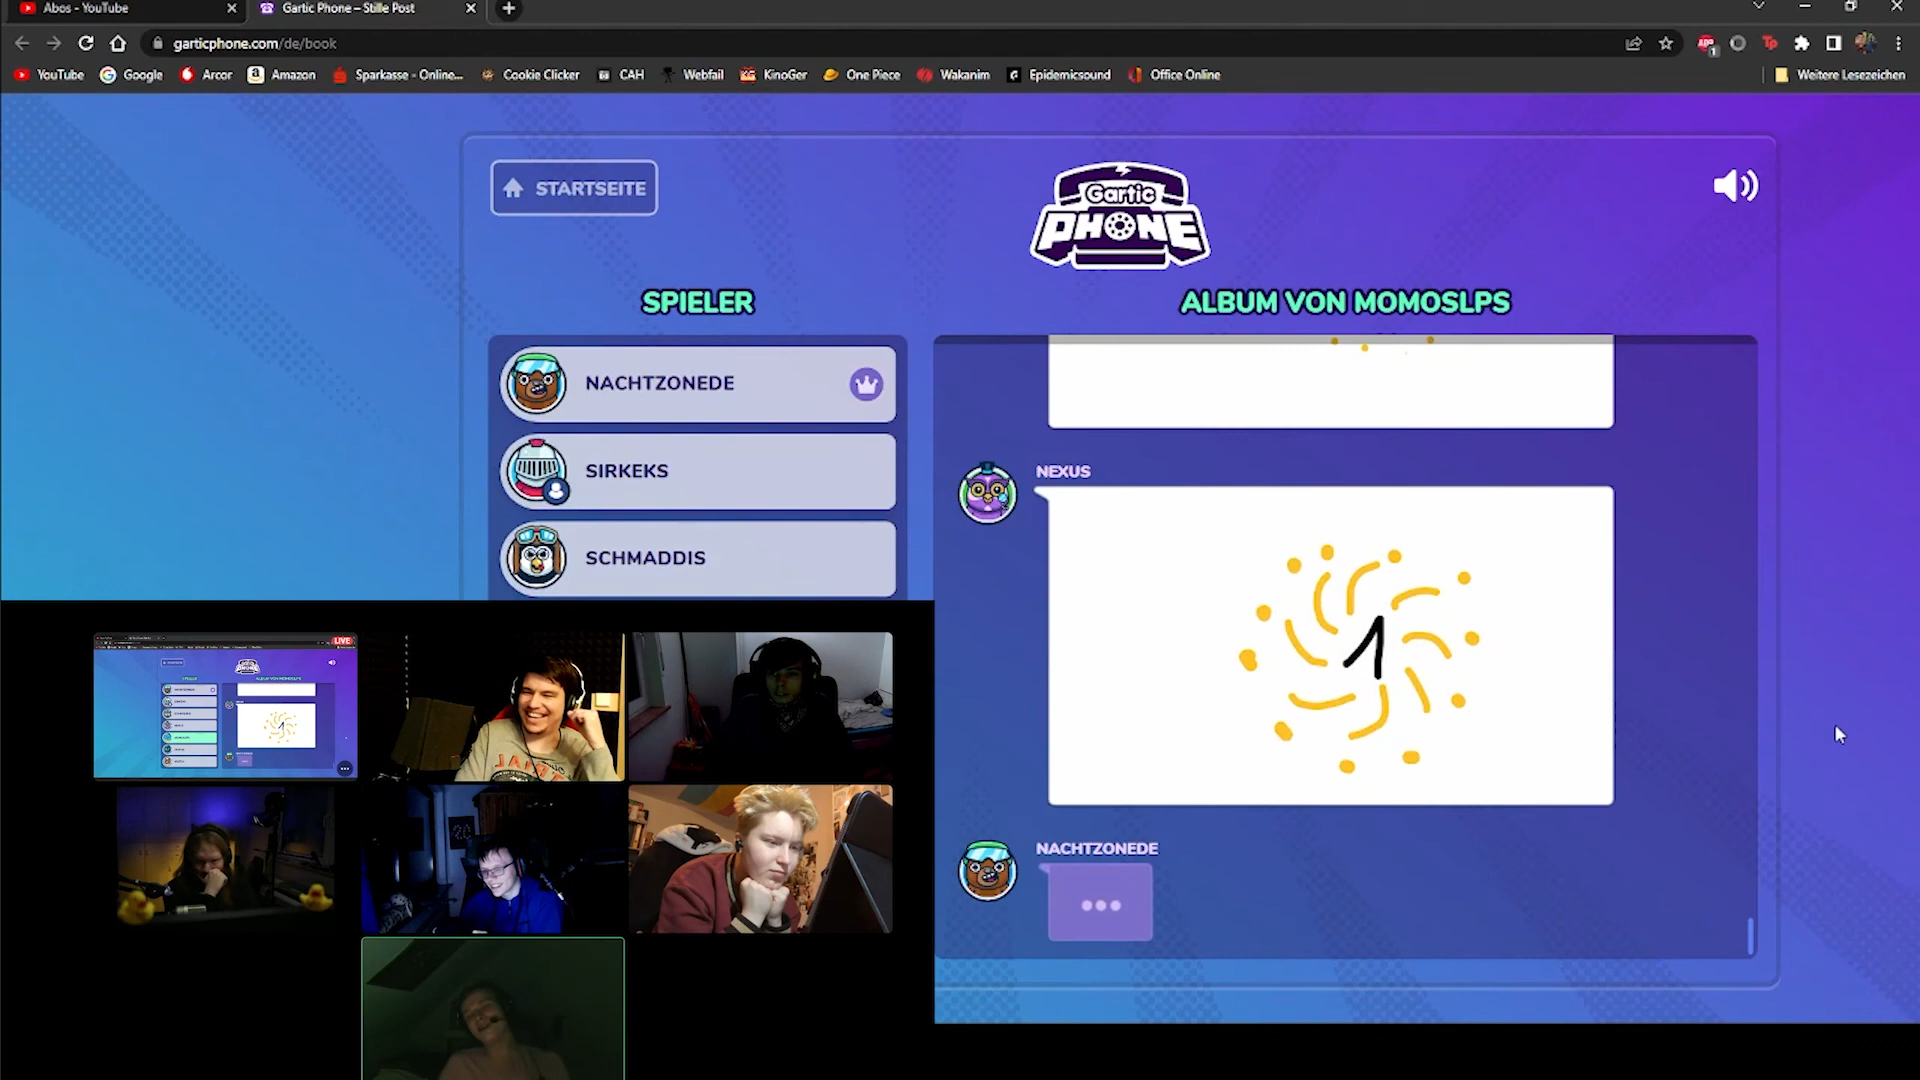 Abos - YouTube
Gartic Phone – Stille Post
garticphone.com/de/book
YouTube
Google
Arcor
Amazon
Sparkasse - Online...
Cookie Clicker
CAH
Webfail
KinoGer
One Piece
Wakanim
Epidemicsound
Office Online
Weitere Lesezeichen
STARTSEITE
Gartic
PHONE
SPIELER
ALBUM VON MOMOSLPS
NACHTZONEDE
SIRKEKS
SCHMADDIS
NEXUS
1
NACHTZONEDE
•••
LIVE